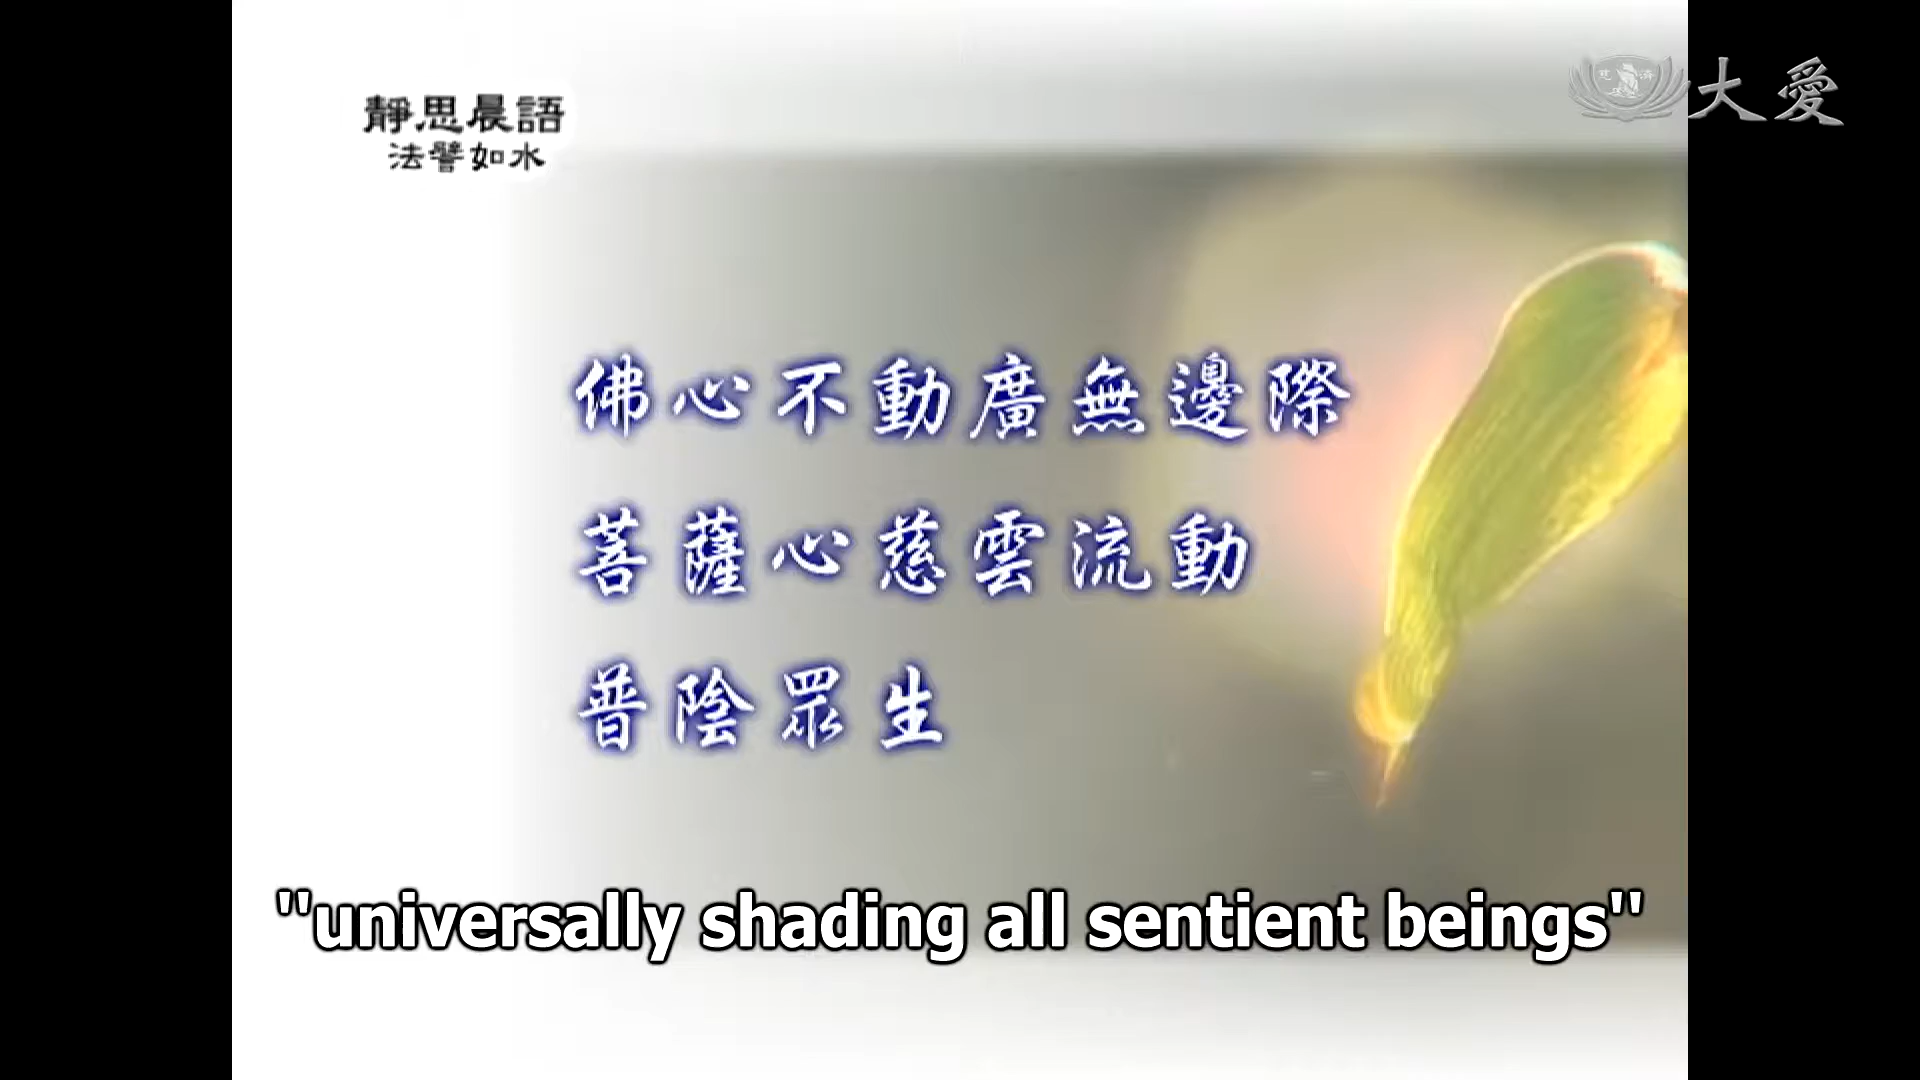 大愛
靜思晨語
法譬如水
佛心不動廣無邊際
菩薩心慈雲流動
普陰眾生
"universally shading all sentient beings"